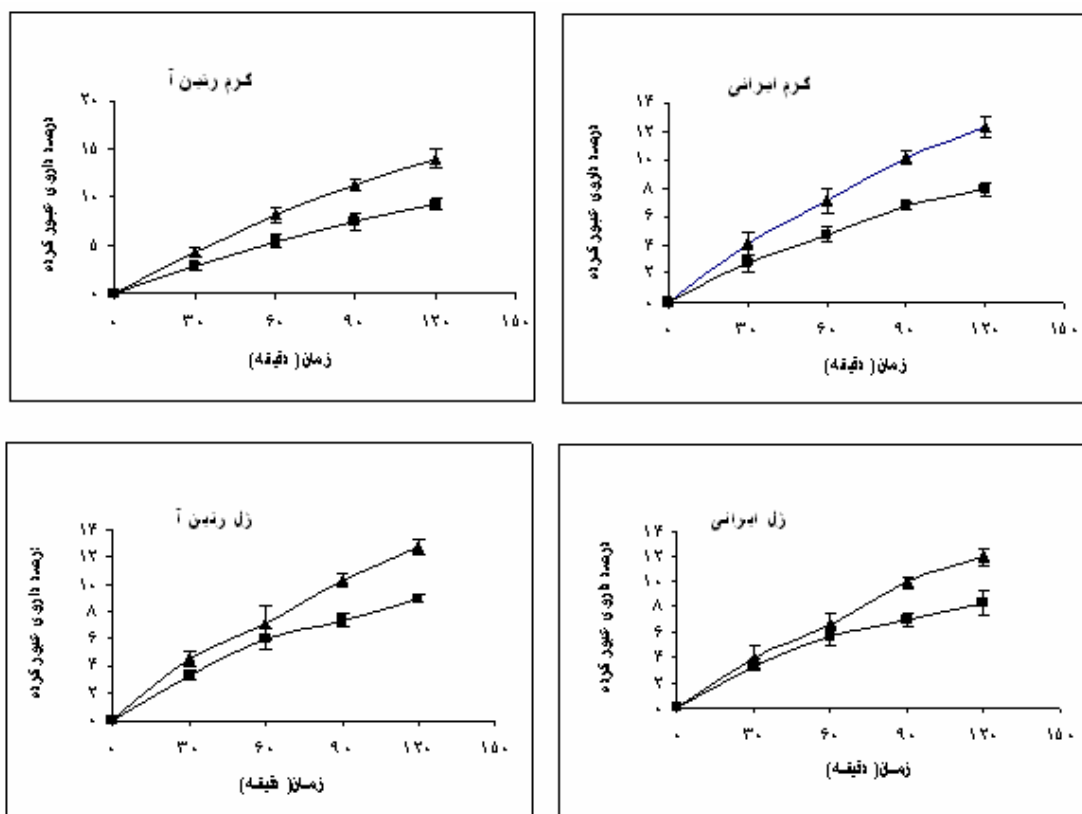 کرم ایرانی
درصد داروی عبور کرده
۱۴
۱۲
۱۰
۸
۶
۴
۲
۰
۰ ۳۰ ۶۰ ۹۰ ۱۲۰ ۱۵۰
زمان( دقیقه)
کرم رتین آ
درصد داروی عبور کرده
۲۰
۱۵
۱۰
۵
۰
۰ ۳۰ ۶۰ ۹۰ ۱۲۰ ۱۵۰
زمان( دقیقه)
ژل ایرانی
درصد داروی عبور کرده
۱۴
۱۲
۱۰
۸
۶
۴
۲
۰
۰ ۳۰ ۶۰ ۹۰ ۱۲۰ ۱۵۰
زمان( دقیقه)
ژل رتین آ
درصد داروی عبور کرده
۱۴
۱۲
۱۰
۸
۶
۴
۲
۰
۰ ۳۰ ۶۰ ۹۰ ۱۲۰ ۱۵۰
زمان( دقیقه)